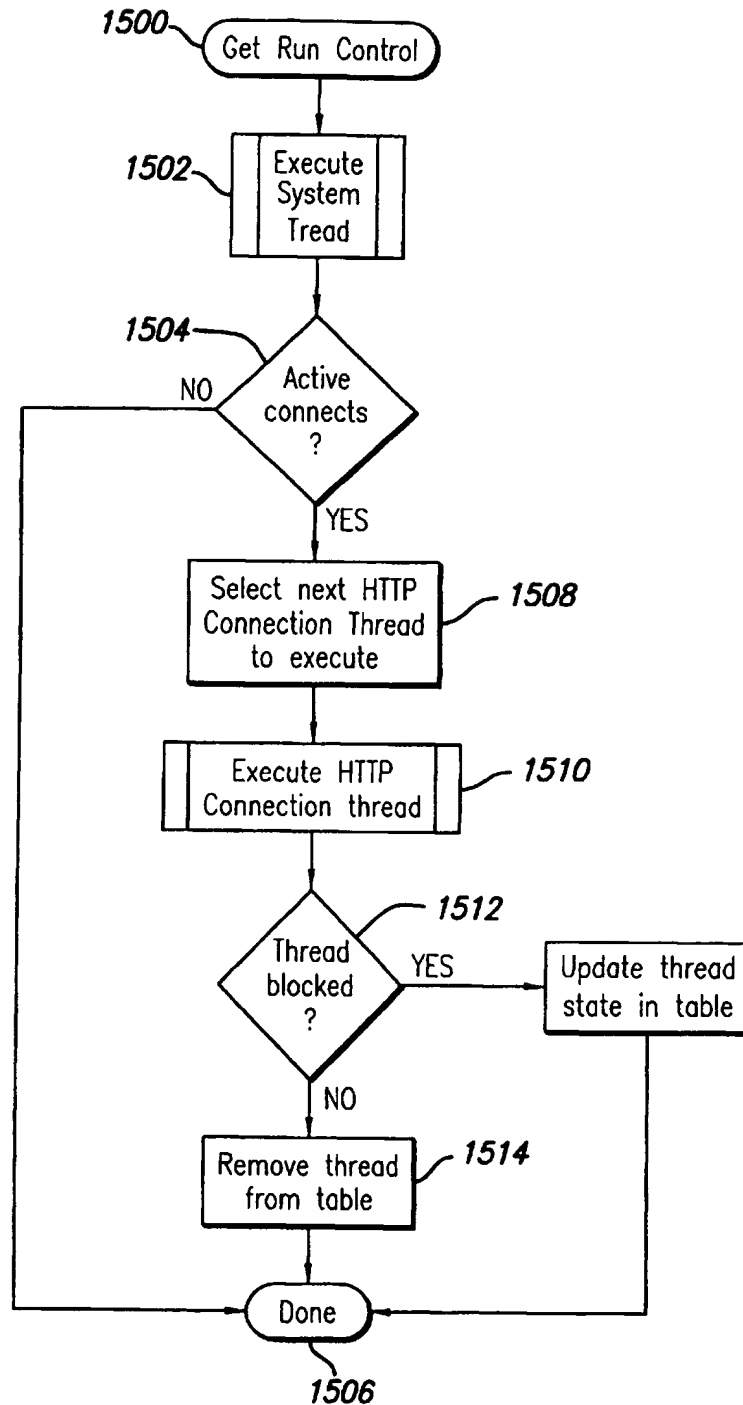 1500
Get Run Control
1502
Execute
System
Tread
1504
NO
Active
connects
?
YES
Select next HTTP
Connection Thread
to execute
1508
Execute HTTP
Connection thread
1510
1512
Thread
blocked
?
YES
Update thread
state in table
NO
Remove thread
from table
1514
Done
1506